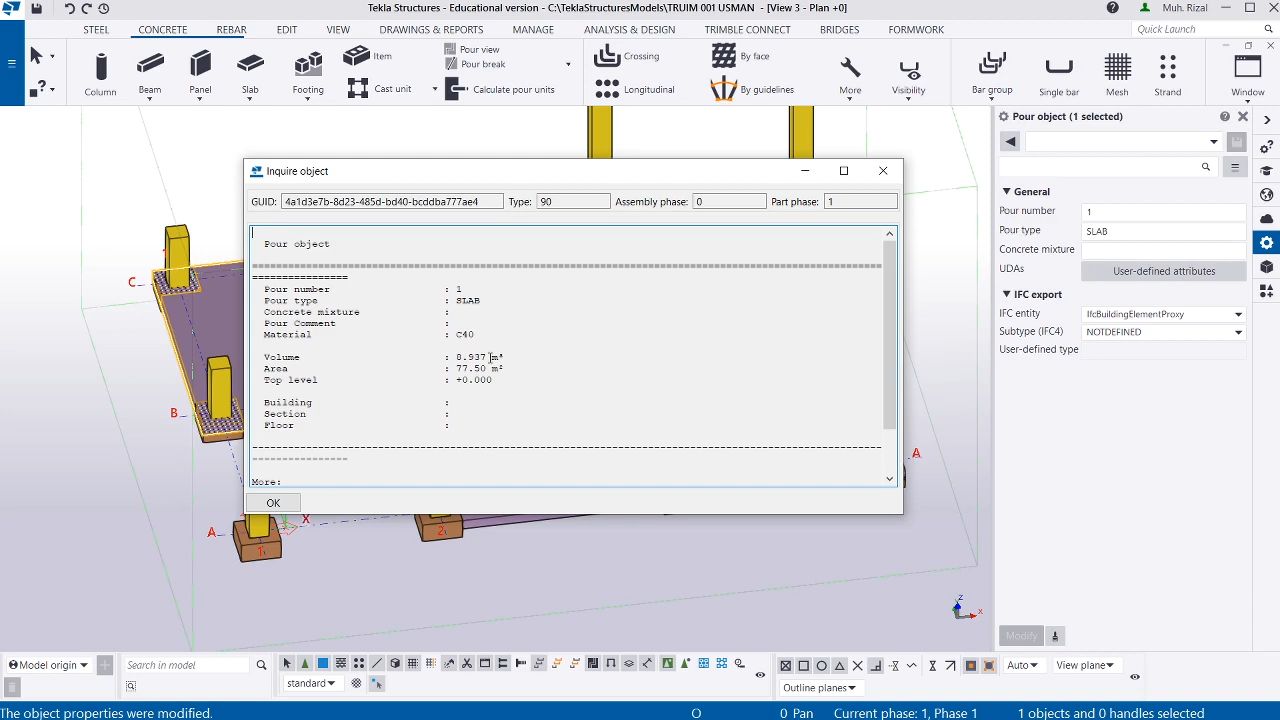 Tekla Structures - Educational Version - C:\TeklaStructuresModels\TRUIM 001 USMAN - [View 3 - Plan +0]
Muh. Rizal
STEEL CONCRETE REBAR EDIT VIEW DRAWINGS & REPORTS MANAGE ANALYSIS & DESIGN TRIMBLE CONNECT BRIDGES FORMWORK
Quick Launch
Column
Beam
Panel
Slab
Footing
Item
Cast unit
Pour view
Pour break
Calculate pour units
Crossing
Longitudinal
By face
By guidelines
More
Visibility
Bar group
Single bar
Mesh
Strand
Window
Inquire object
GUID: 4a1d3e7b-8d23-485d-bd40-bcddba777ae4 Type: 90 Assembly phase: 0 Part phase: 1
Pour object
Pour number : 1
Pour type : SLAB
Concrete mixture :
Pour Comment :
Material : C40
Volume : 8.937 m³
Area : 77.50 m²
Top level : +0.000
Building :
Section :
Floor :
More:
OK
C
B
A
A
X
1
2
z
x
Pour object (1 selected)
General
Pour number 1
Pour type SLAB
Concrete mixture
UDAs User-defined attributes
IFC export
IFC entity IfcBuildingElementProxy
Subtype (IFC4) NOTDEFINED
User-defined type
Modify
Model origin
Search in model
standard
Auto
View plane
Outline planes
The object properties were modified.
O
0 Pan
Current phase: 1, Phase 1
1 objects and 0 handles selected